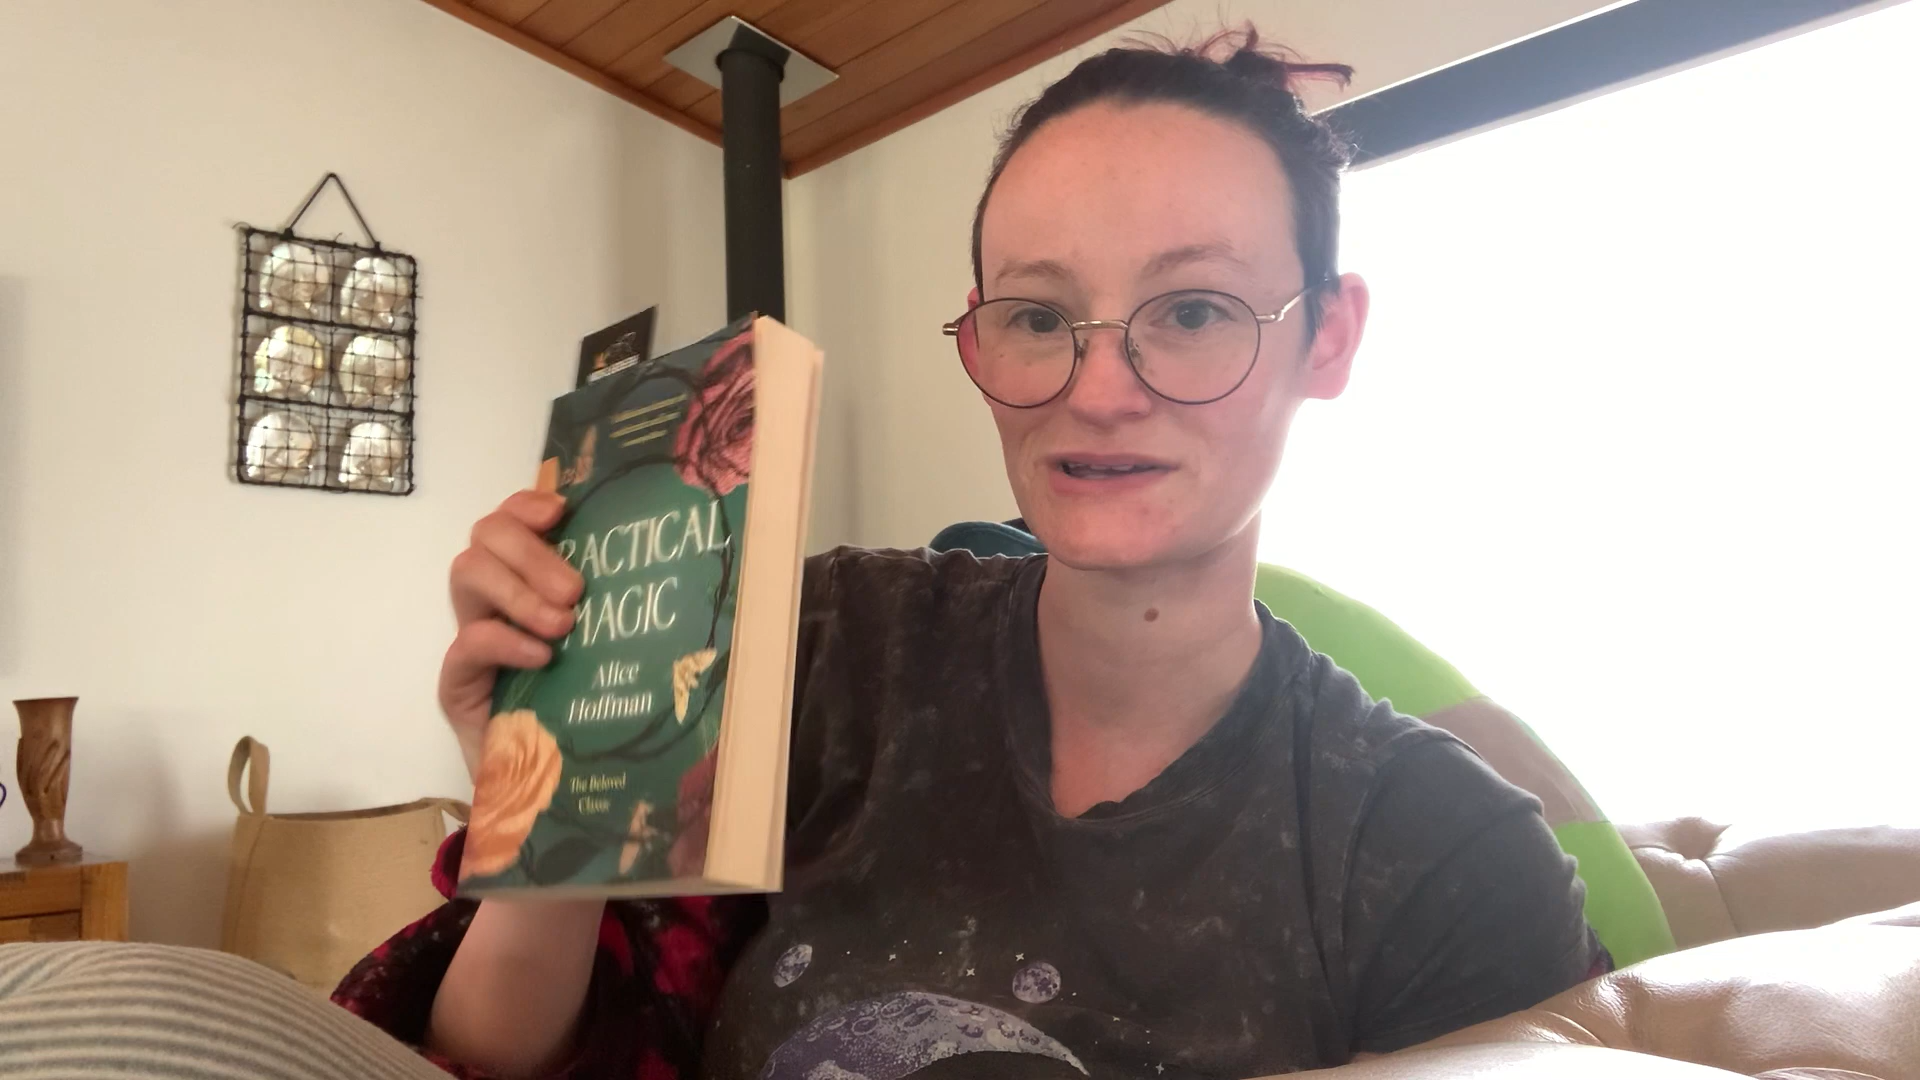 RACTICAL
MAGIC
Alice
Hoffman
The Beloved
Classic